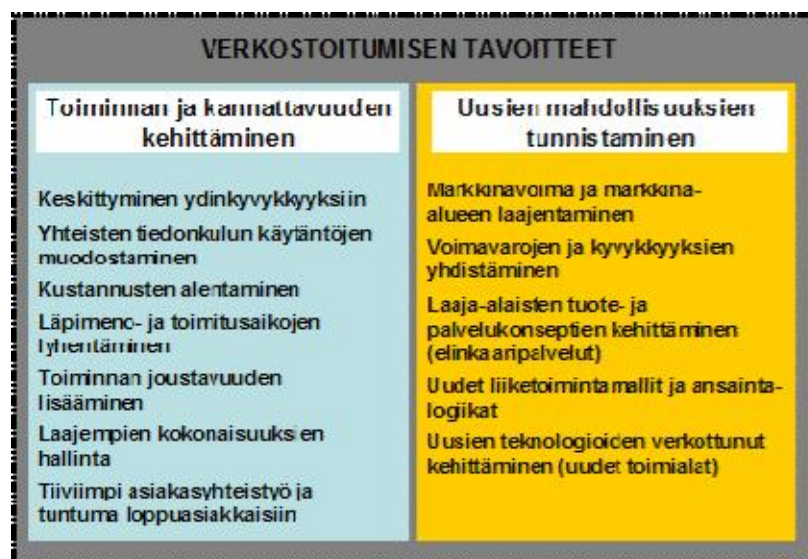 VERKOSTOITUMISEN TAVOITTEET
Toiminnan ja kannattavuuden
kehittäminen
Keskittyminen ydinkyvykkyyksiin
Yhteisten tiedonkulun käytäntöjen
muodostaminen
Kustannusten alentaminen
Läpimeno- ja toimitusaikojen
lyhentäminen
Toiminnan joustavuuden
lisääminen
Laajempien kokonaisuuksien
hallinta
Tiiviimpi asiakasyhteistyö ja
tuntuma loppuasiakkaisiin
Uusien mahdollisuuksien
tunnistaminen
Markkinavoima ja markkina-
alueen laajentaminen
Voimavarojen ja kyvykkyyksien
yhdistäminen
Laaja-alaisten tuote- ja
palvelukonseptien kehittäminen
(elinkaaripalvelut)
Uudet liiketoimintamallit ja ansainta-
logiikat
Uusien teknologioiden verkottunut
kehittäminen (uudet toimialat)